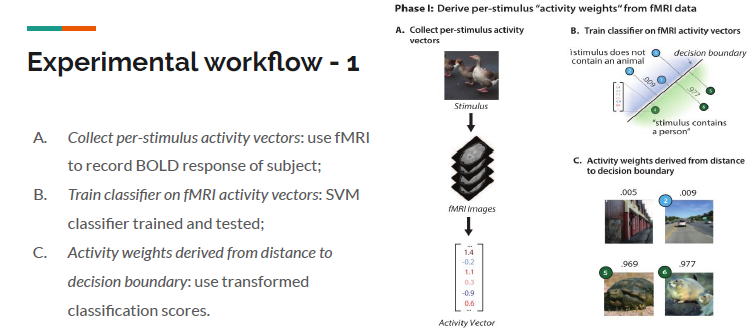 Experimental workflow - 1
A. Collect per-stimulus activity vectors: use fMRI
to record BOLD response of subject;
B. Train classifier on fMRI activity vectors: SVM
classifier trained and tested;
C. Activity weights derived from distance to
decision boundary: use transformed
classification scores.
Phase I: Derive per-stimulus "activity weights" from fMRI data
A. Collect per-stimulus activity
vectors
Stimulus
fMRI Images
1.4
-0.2
1.1
0.3
-0.9
0.6
Activity Vector
B. Train classifier on fMRI activity vectors
stimulus does not
contain an animal
decision boundary
.009
.977
"stimulus contains
a person"
C. Activity weights derived from distance
to decision boundary
.005 .009
2
.969 .977
5 6